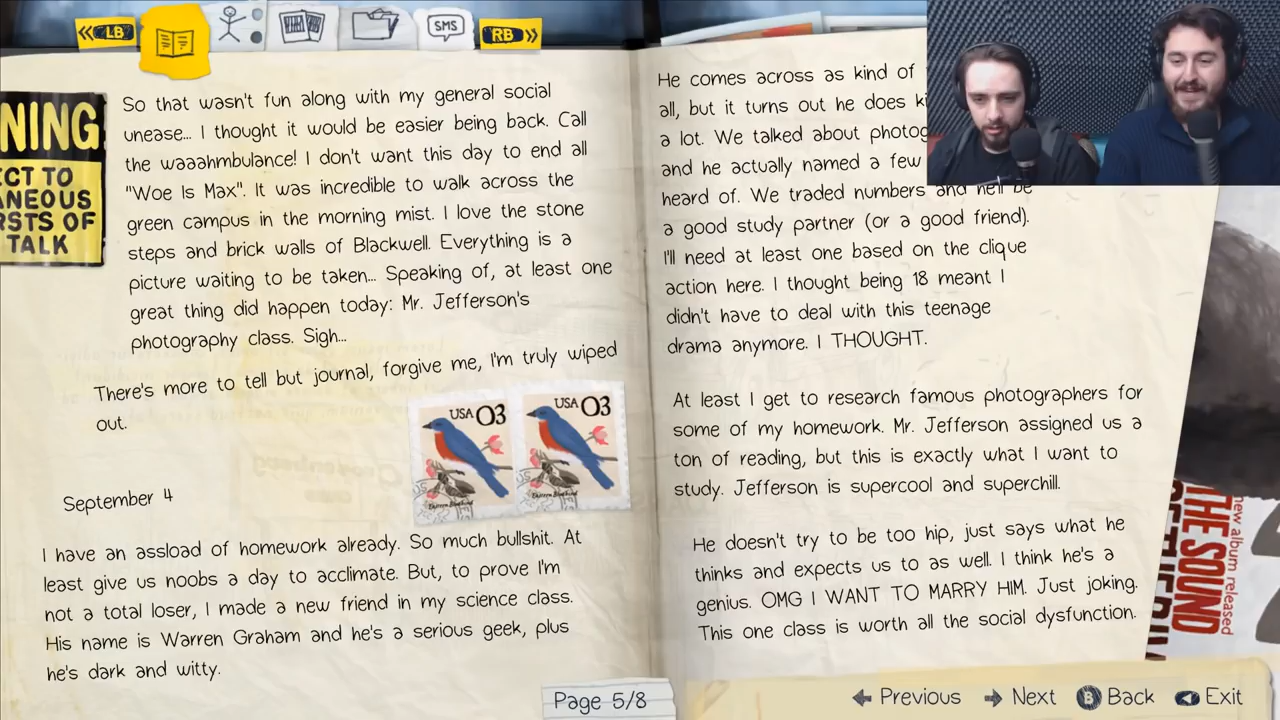 LB
SMS
RB
NING
ECT TO
ANEOUS
RSTS OF
TALK
So that wasn't fun along with my general social
unease... I thought it would be easier being back. Call
the waaahmbulance! I don't want this day to end all
"Woe Is Max". It was incredible to walk across the
green campus in the morning mist. I love the stone
steps and brick walls of Blackwell. Everything is a
picture waiting to be taken... Speaking of, at least one
great thing did happen today: Mr. Jefferson's
photography class. Sigh...
There's more to tell but journal, forgive me, I'm truly wiped
out.
USA 03
USA 03
Eastern Bluebird
Eastern Bluebird
September 4
I have an assload of homework already. So much bullshit. At
least give us noobs a day to acclimate. But, to prove I'm
not a total loser, I made a new friend in my science class.
His name is Warren Graham and he's a serious geek, plus
he's dark and witty.
He comes across as kind of
all, but it turns out he does ki
a lot. We talked about photog
and he actually named a few
heard of. We traded numbers and he'll be
a good study partner (or a good friend).
I'll need at least one based on the clique
action here. I thought being 18 meant I
didn't have to deal with this teenage
drama anymore. I THOUGHT.
At least I get to research famous photographers for
some of my homework. Mr. Jefferson assigned us a
ton of reading, but this is exactly what I want to
study. Jefferson is supercool and superchill.
He doesn't try to be too hip, just says what he
thinks and expects us to as well. I think he's a
genius. OMG I WANT TO MARRY HIM. Just joking.
This one class is worth all the social dysfunction.
new album released
THE SOUND
Page 5/8
Previous
Next
B Back
Exit